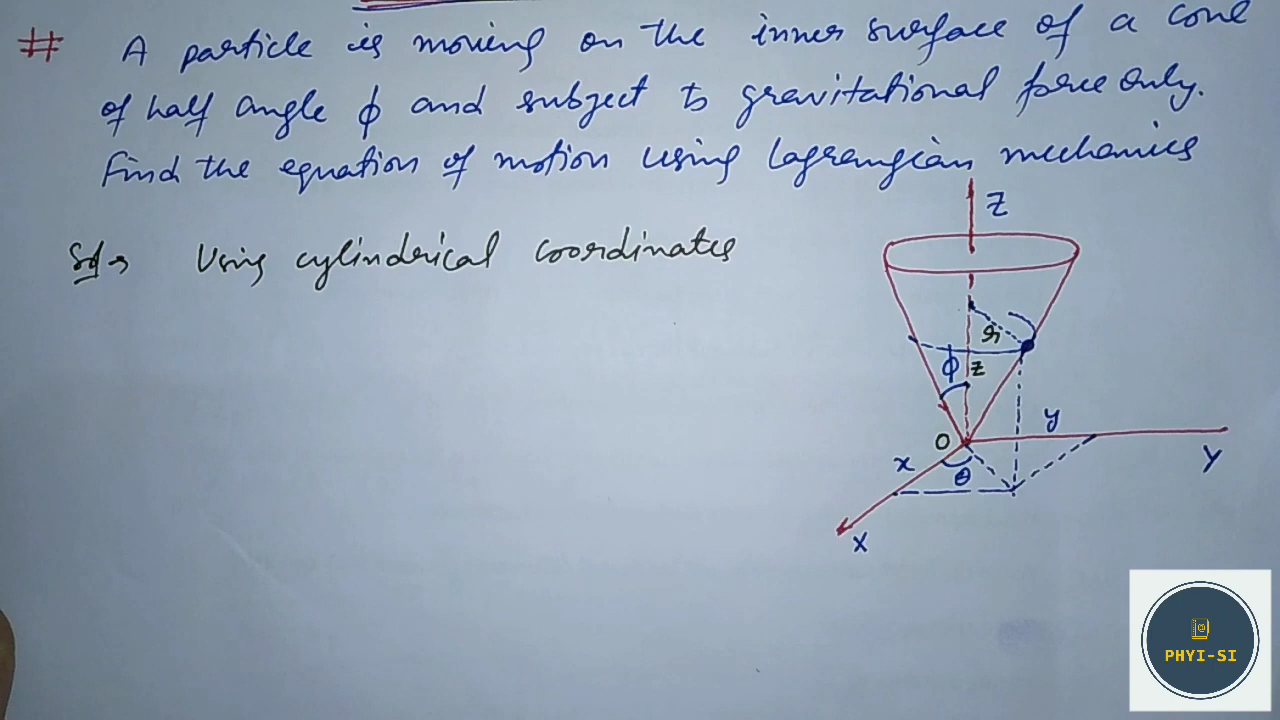 # A particle is moving on the inner surface of a cone
of half angle ϕ and subject to gravitational force only.
Find the equation of motion using Lagrangian mechanics
Sol→ Using cylindrical coordinates
Z
r
ϕ z
O
y
x
θ
Y
X
PHYI-SI